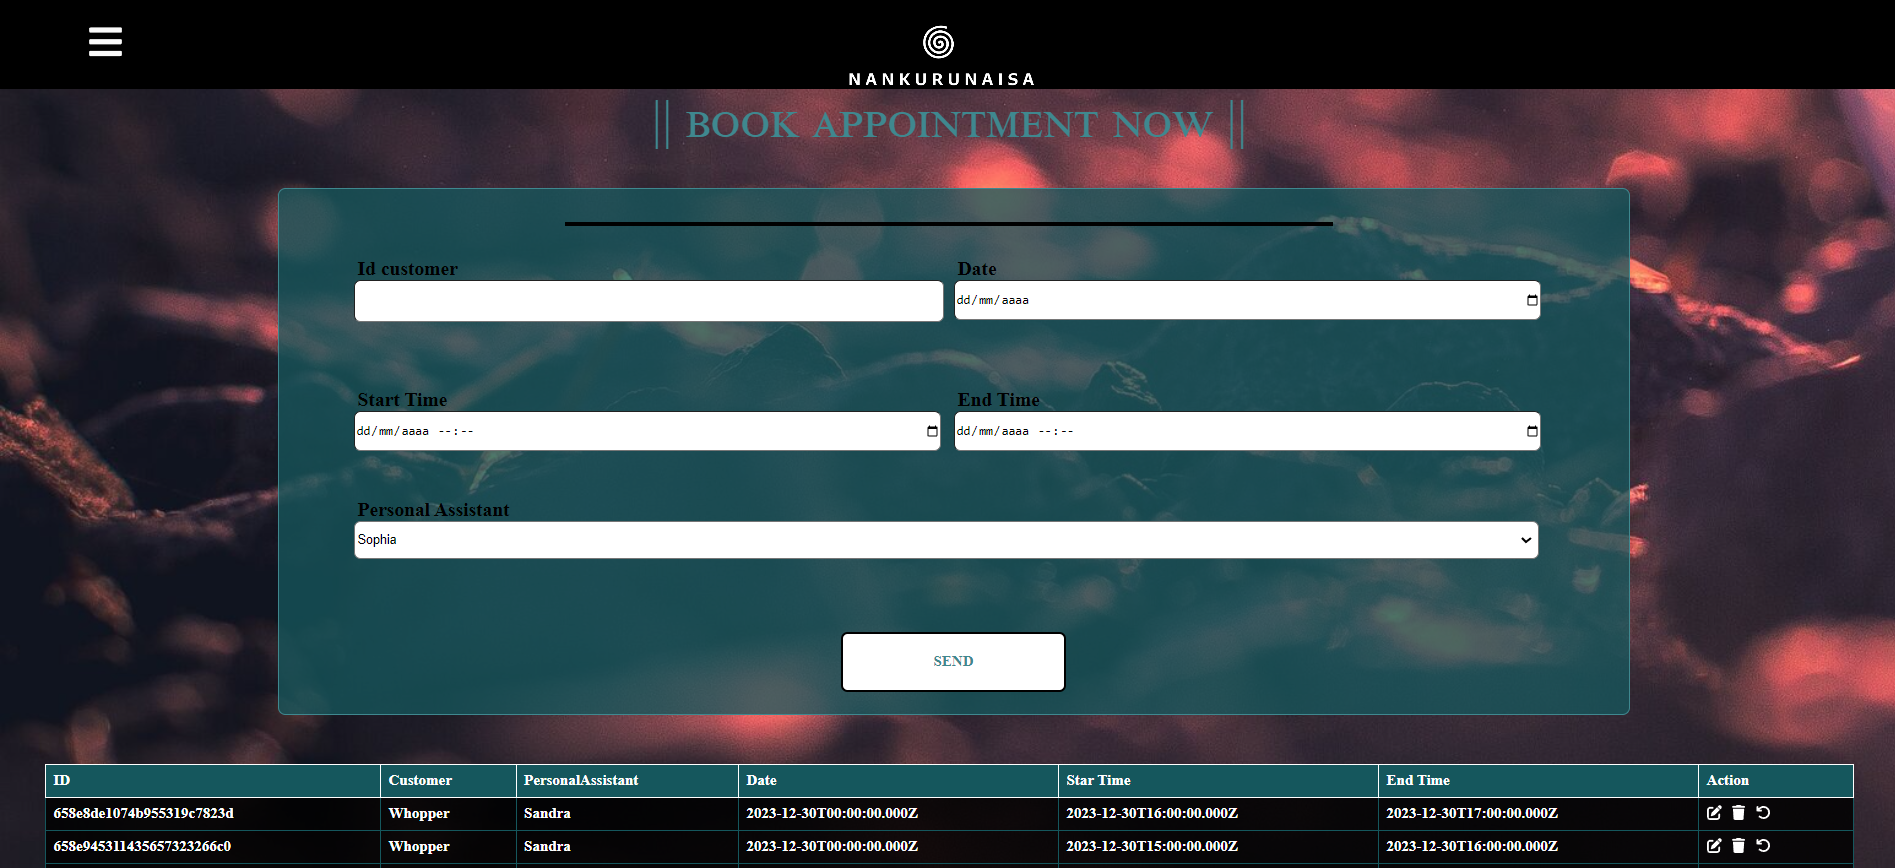 NANKURUNAISA
|| BOOK APPOINTMENT NOW ||
Id customer Date
dd/mm/aaaa
Start Time End Time
dd/mm/aaaa --:-- dd/mm/aaaa --:--
Personal Assistant
Sophia
SEND
ID Customer PersonalAssistant Date Star Time End Time Action
658e8de1074b955319c7823d Whopper Sandra 2023-12-30T00:00:00.000Z 2023-12-30T16:00:00.000Z 2023-12-30T17:00:00.000Z
658e945311435657323266c0 Whopper Sandra 2023-12-30T00:00:00.000Z 2023-12-30T15:00:00.000Z 2023-12-30T16:00:00.000Z